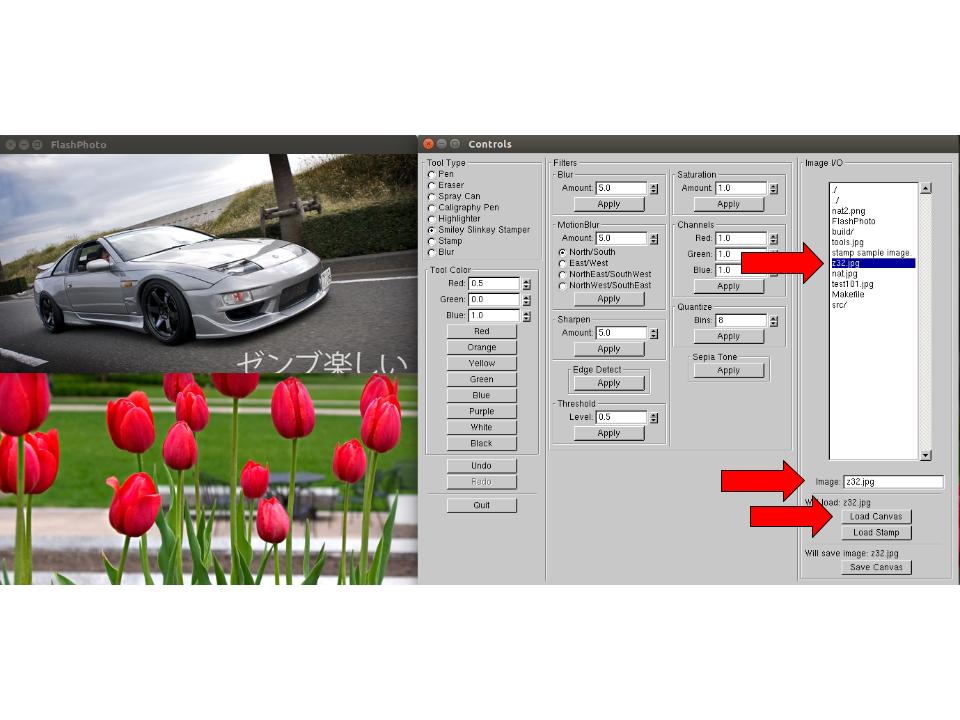 FlashPhoto
ゼンブ楽しい
Controls
Tool Type
Pen
Eraser
Spray Can
Caligraphy Pen
Highlighter
Smiley Slinkey Stamper
Stamp
Blur
Tool Color
Red: 0.5
Green: 0.0
Blue: 1.0
Red
Orange
Yellow
Green
Blue
Purple
White
Black
Undo
Redo
Quit
Filters
Blur
Amount: 5.0
Apply
MotionBlur
Amount: 5.0
North/South
East/West
NorthEast/SouthWest
NorthWest/SouthEast
Apply
Sharpen
Amount: 5.0
Apply
Edge Detect
Apply
Threshold
Level: 0.5
Apply
Saturation
Amount: 1.0
Apply
Channels
Red: 1.0
Green: 1.0
Blue: 1.0
Apply
Quantize
Bins: 8
Apply
Sepia Tone
Apply
Image I/O
./
../
nat2.png
FlashPhoto
build/
tools.jpg
stamp sample image.
z32.jpg
nat.jpg
test101.jpg
Makefile
src/
Image: z32.jpg
load: z32.jpg
Load Canvas
Load Stamp
Will save image: z32.jpg
Save Canvas